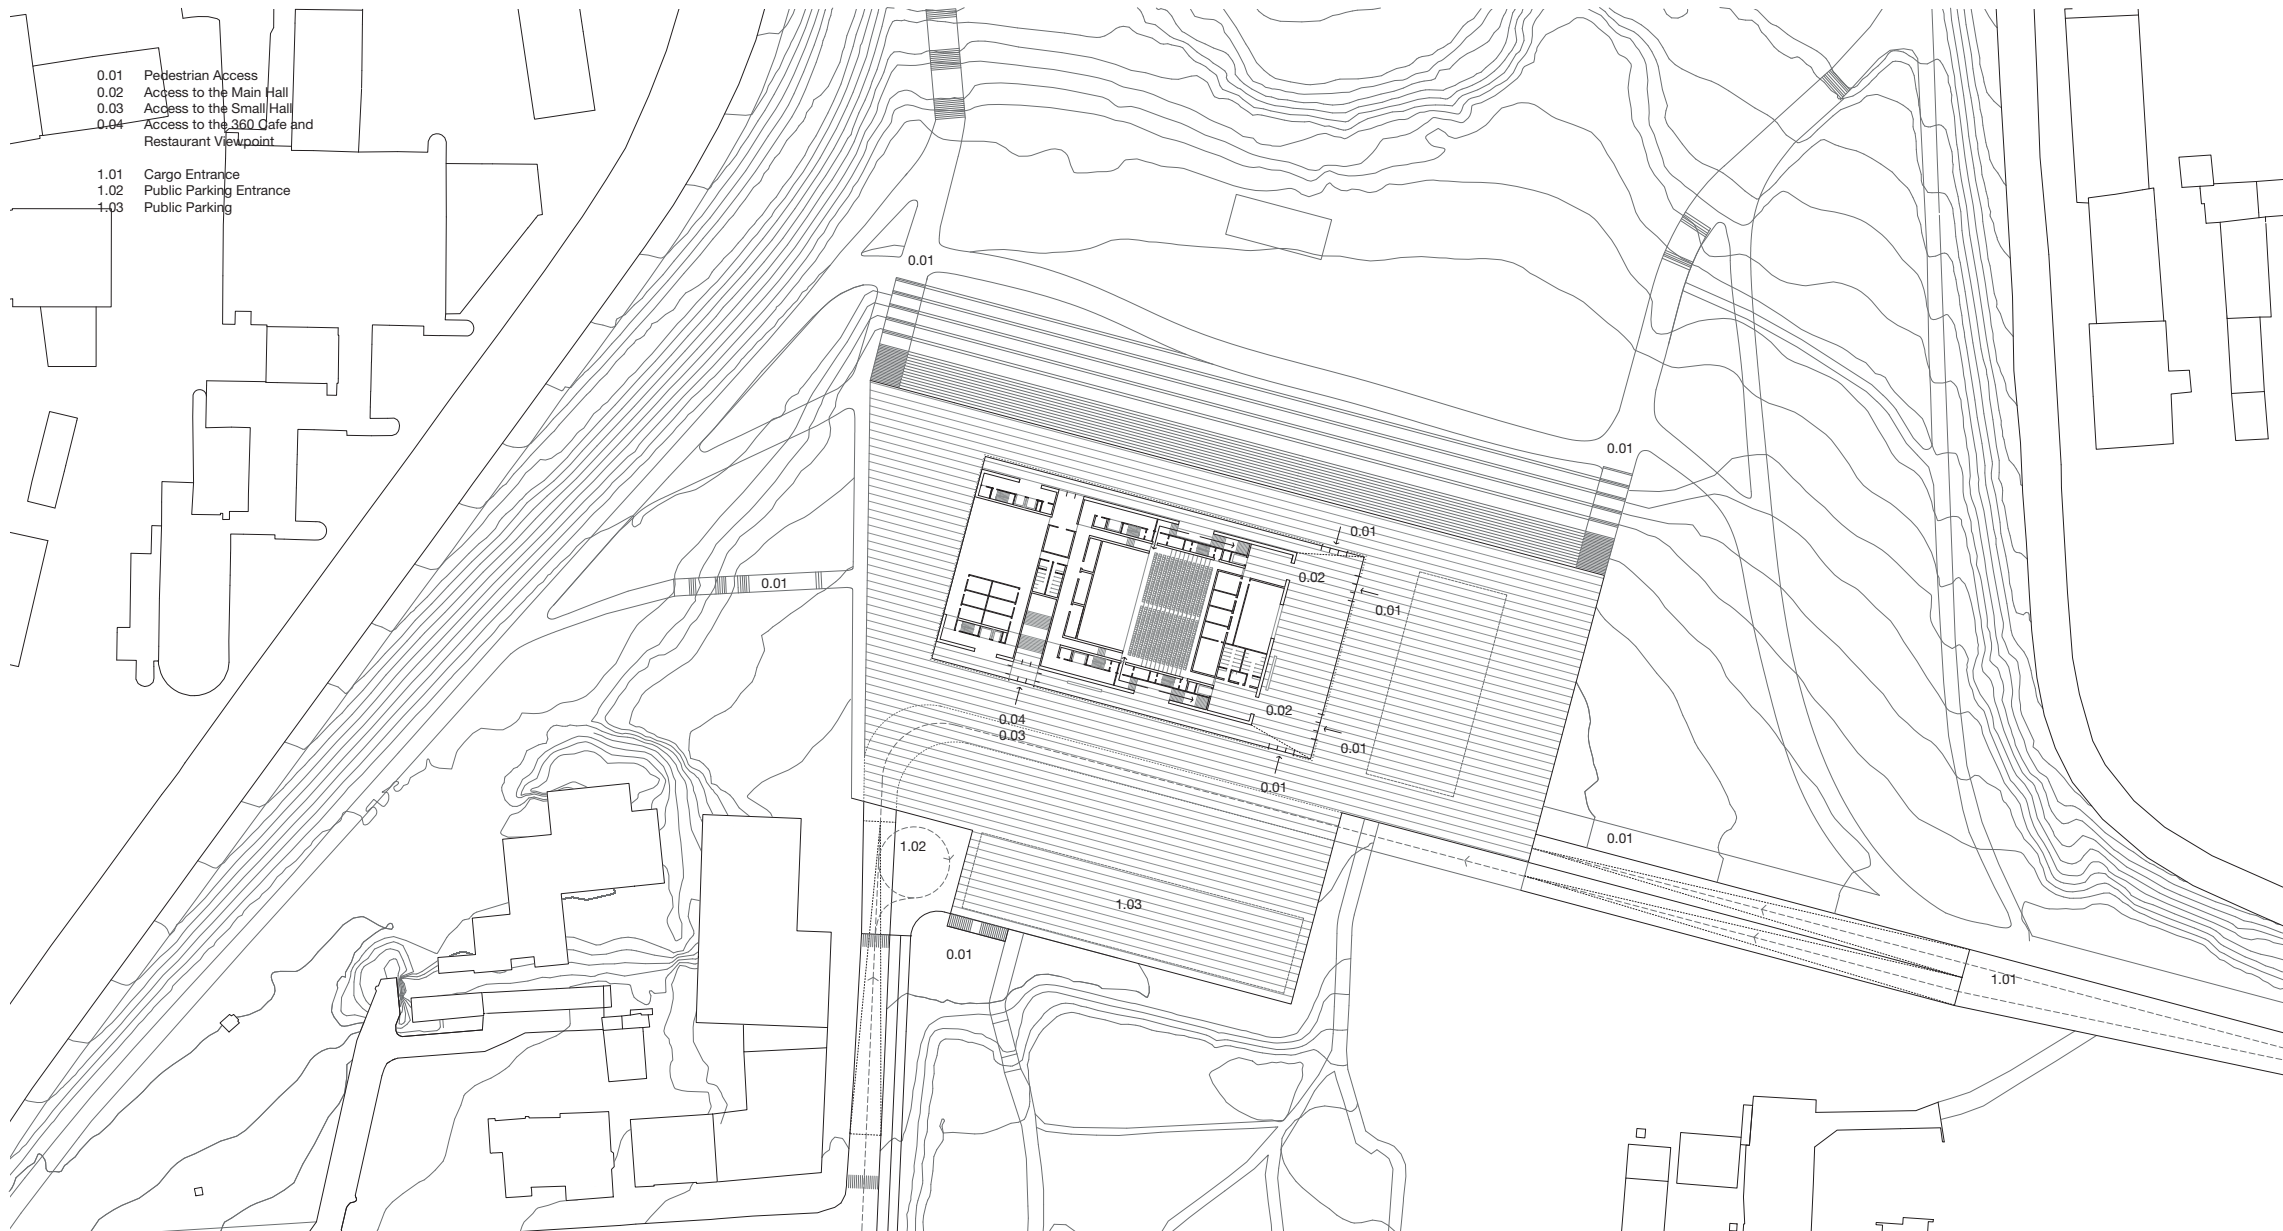 0.01 Pedestrian Access
0.02 Access to the Main Hall
0.03 Access to the Small Hall
0.04 Access to the 360 Cafe and
Restaurant Viewpoint
1.01 Cargo Entrance
1.02 Public Parking Entrance
1.03 Public Parking
0.01
0.01
0.01
0.02
0.01
0.01
0.02
0.04
0.03
0.01
0.01
0.01
1.02
1.03
0.01
1.01